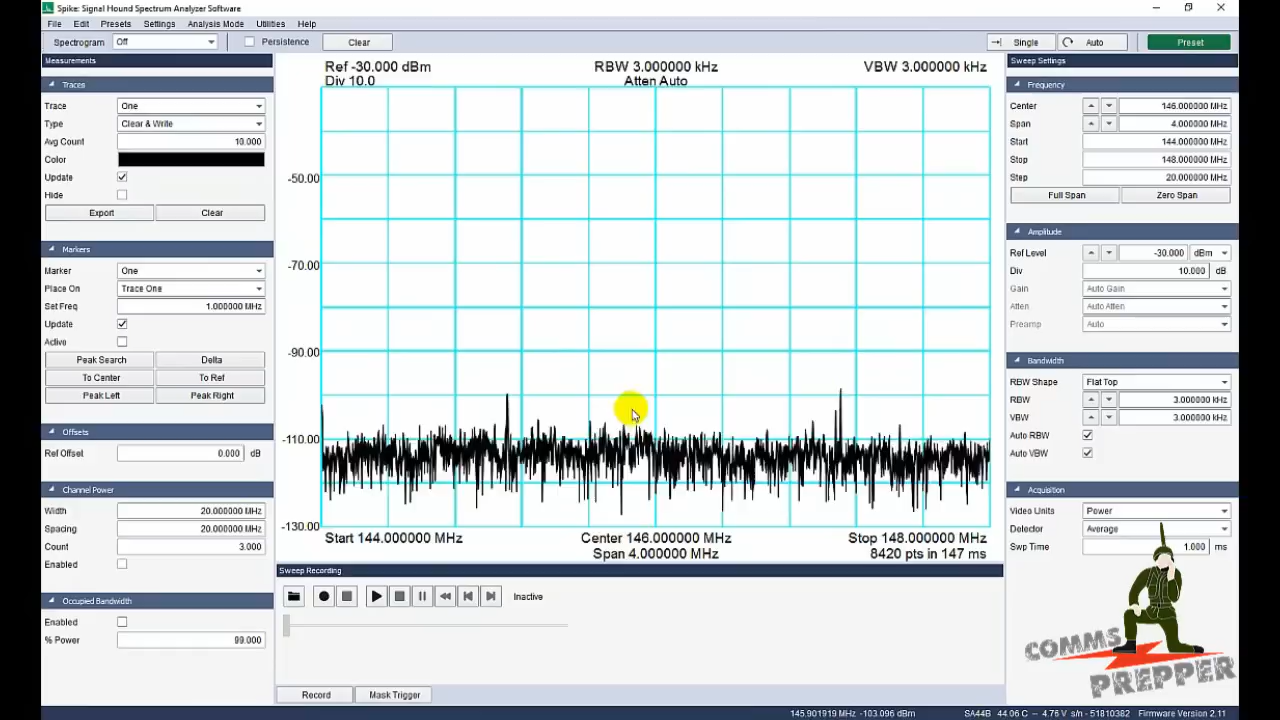 Spike: Signal Hound Spectrum Analyzer Software
File Edit Presets Settings Analysis Mode Utilities Help
Spectrogram Off Persistence Clear Single Auto Preset
Measurements
Traces
Trace One
Type Clear & Write
Avg Count 10.000
Color
Update
Hide
Export Clear
Markers
Marker One
Place On Trace One
Set Freq 1.000000 MHz
Update
Active
Peak Search Delta
To Center To Ref
Peak Left Peak Right
Offsets
Ref Offset 0.000 dB
Channel Power
Width 20.000000 MHz
Spacing 20.000000 MHz
Count 3.000
Enabled
Occupied Bandwidth
Enabled
% Power 99.000
Ref -30.000 dBm RBW 3.000000 kHz VBW 3.000000 kHz
Div 10.0 Atten Auto
-50.00
-70.00
-90.00
-110.00
-130.00
Start 144.000000 MHz Center 146.000000 MHz Stop 148.000000 MHz
Span 4.000000 MHz 8420 pts in 147 ms
Sweep Recording
Inactive
Record Mask Trigger
Sweep Settings
Frequency
Center 146.000000 MHz
Span 4.000000 MHz
Start 144.000000 MHz
Stop 148.000000 MHz
Step 20.000000 MHz
Full Span Zero Span
Amplitude
Ref Level -30.000 dBm
Div 10.000 dB
Gain Auto Gain
Atten Auto Atten
Preamp Auto
Bandwidth
RBW Shape Flat Top
RBW 3.000000 kHz
VBW 3.000000 kHz
Auto RBW
Auto VBW
Acquisition
Video Units Power
Detector Average
Swp Time 1.000 ms
COMMS
PREPPER
145.901919 MHz -103.096 dBm SA44B 44.06 C -- 4.76 V s/n - 51810382 Firmware Version 2.11